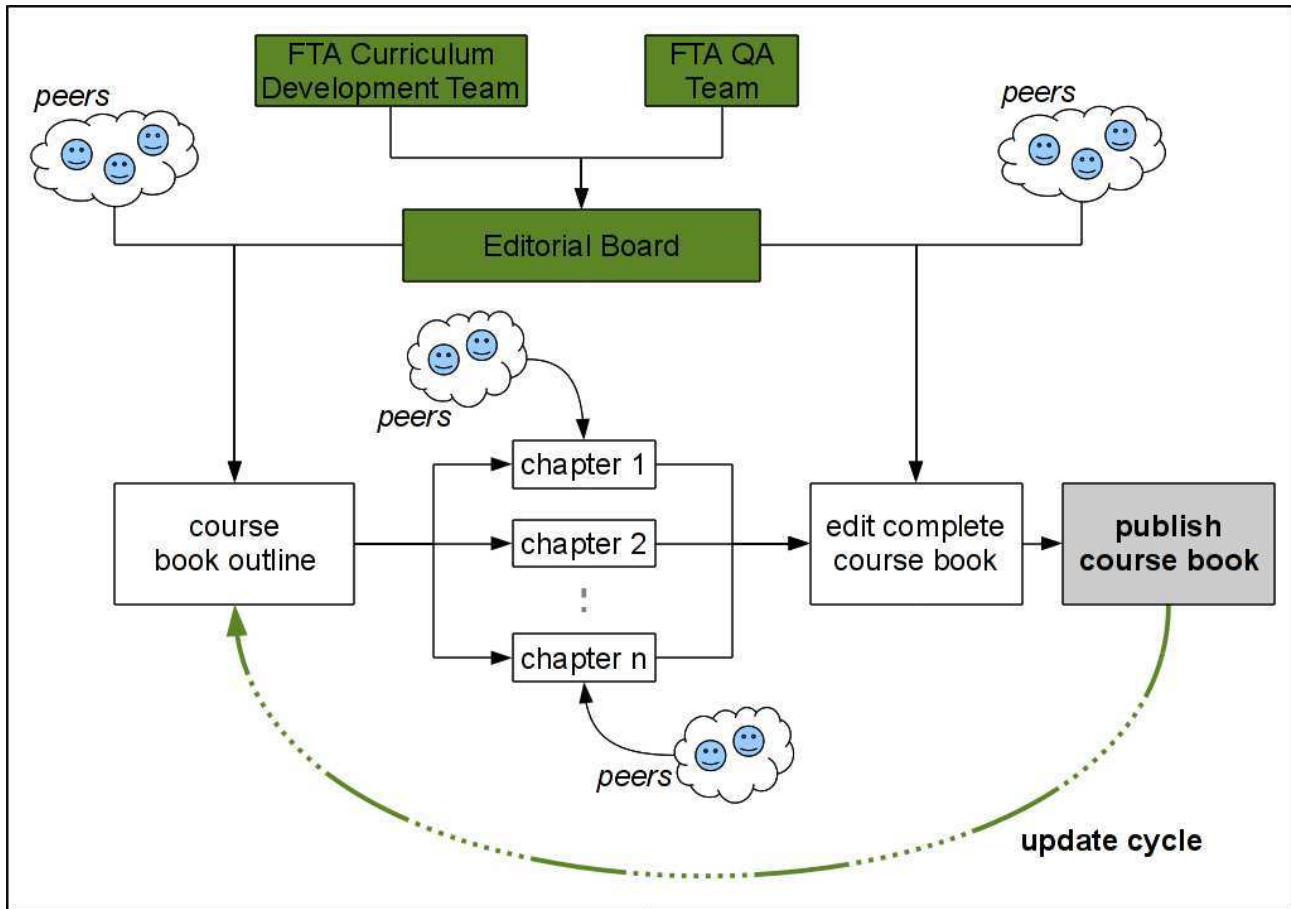 FTA Curriculum
Development Team
FTA QA
Team
peers
peers
Editorial Board
peers
chapter 1
course
book outline
chapter 2
edit complete
course book
publish
course book
chapter n
peers
update cycle